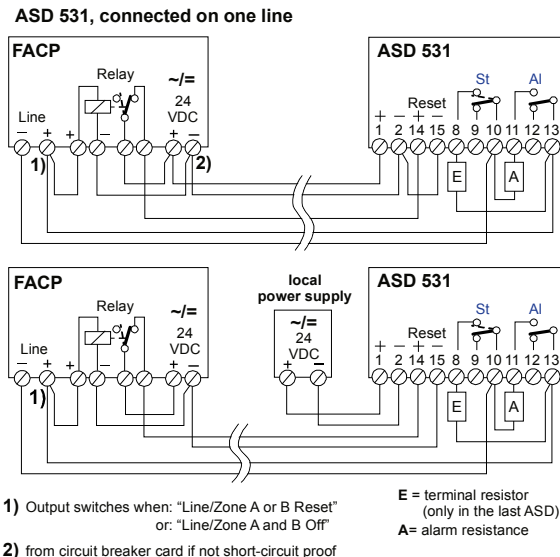 ASD 531, connected on one line
FACP
Relay
~/=
24
VDC
Line
− + + − + −
1)
2)
ASD 531
St Al
Reset
+ − + −
1 2 14 15 8 9 10 11 12 13
E
A
FACP
Relay
~/=
24
VDC
Line
− + + − + −
1)
local
power supply
~/=
24
VDC
+ −
ASD 531
St Al
Reset
+ − + −
1 2 14 15 8 9 10 11 12 13
E
A
1) Output switches when: “Line/Zone A or B Reset”
or: “Line/Zone A and B Off”
2) from circuit breaker card if not short-circuit proof
E = terminal resistor
(only in the last ASD)
A= alarm resistance